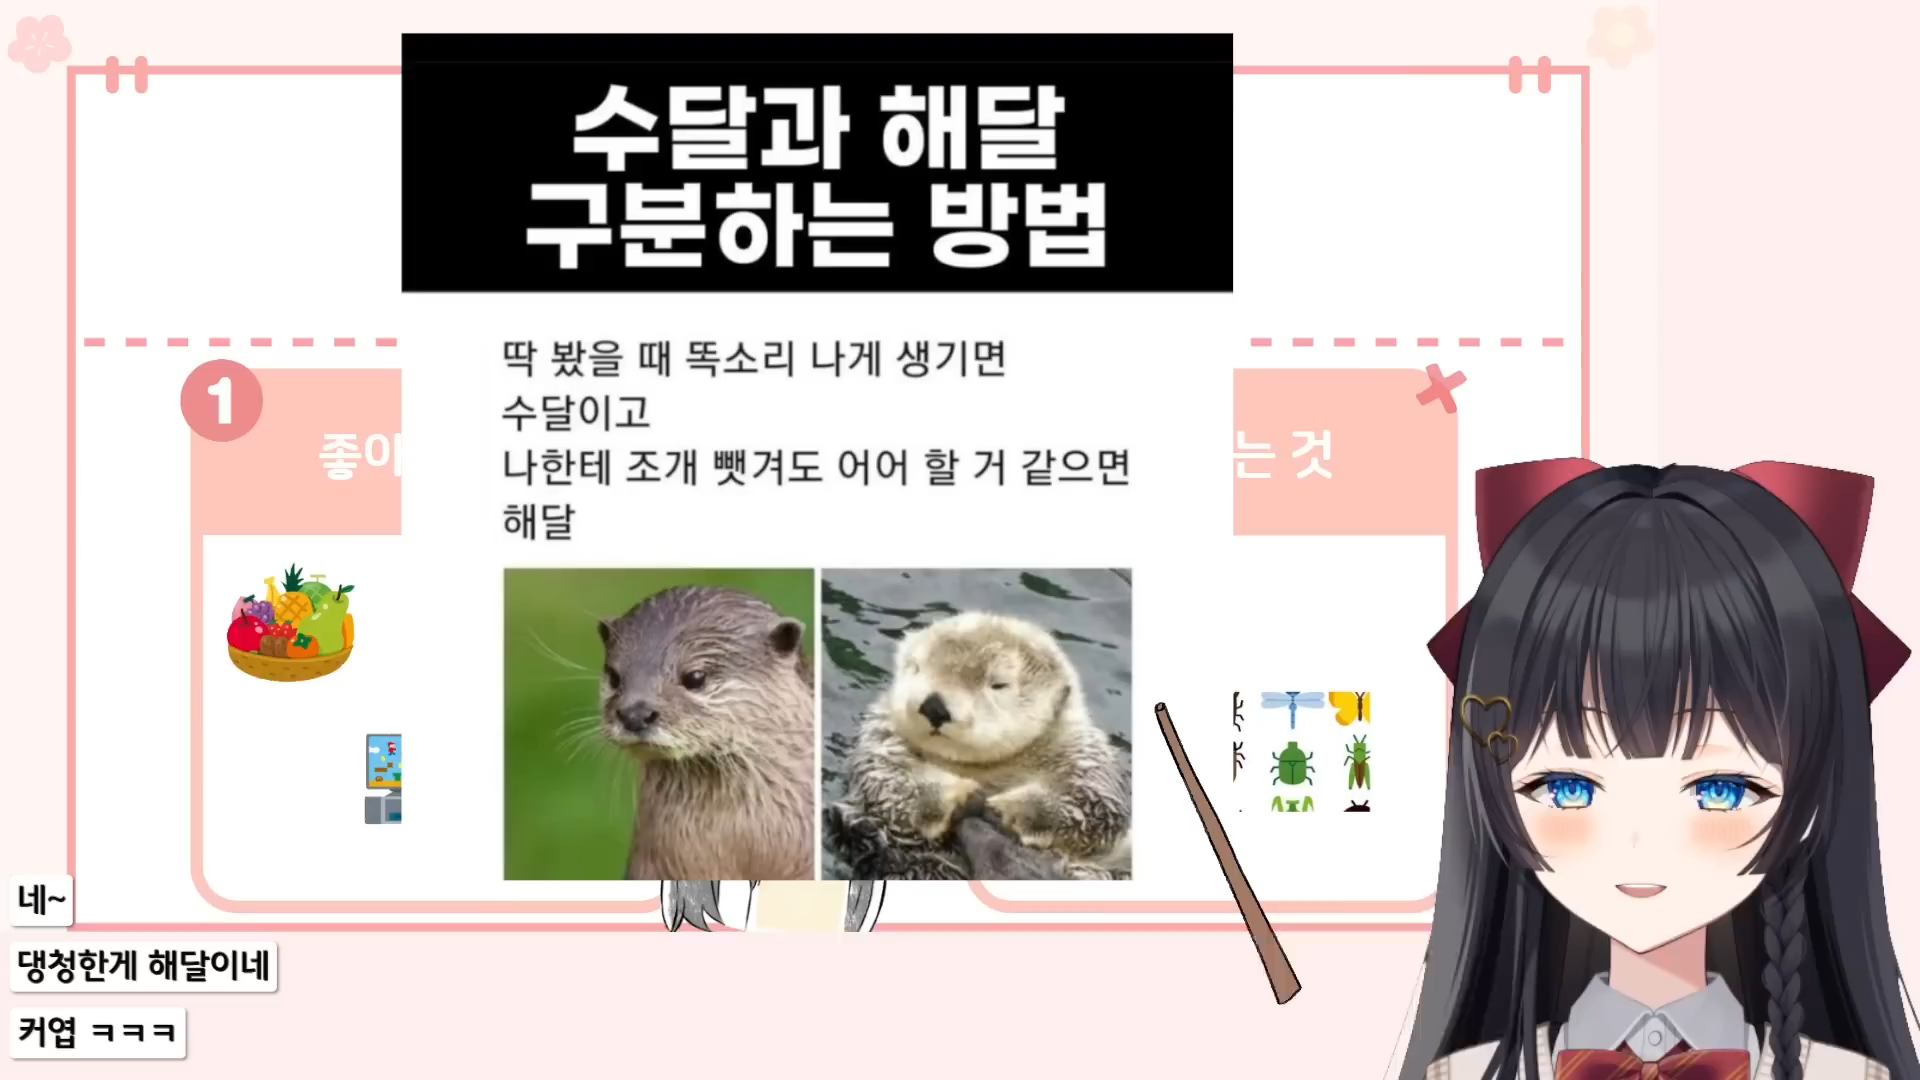 수달과 해달
구분하는 방법
딱 봤을 때 똑소리 나게 생기면
수달이고
나한테 조개 뺏겨도 어어 할 거 같으면
해달
1
좋아
는 것
네~
댕청한게 해달이네
커엽 ㅋㅋㅋ